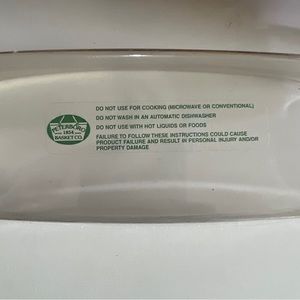 PETERBORO
1854
BASKET CO.
DO NOT USE FOR COOKING (MICROWAVE OR CONVENTIONAL)
DO NOT WASH IN AN AUTOMATIC DISHWASHER
DO NOT USE WITH HOT LIQUIDS OR FOODS
FAILURE TO FOLLOW THESE INSTRUCTIONS COULD CAUSE
PRODUCT FAILURE AND RESULT IN PERSONAL INJURY AND/OR
PROPERTY DAMAGE